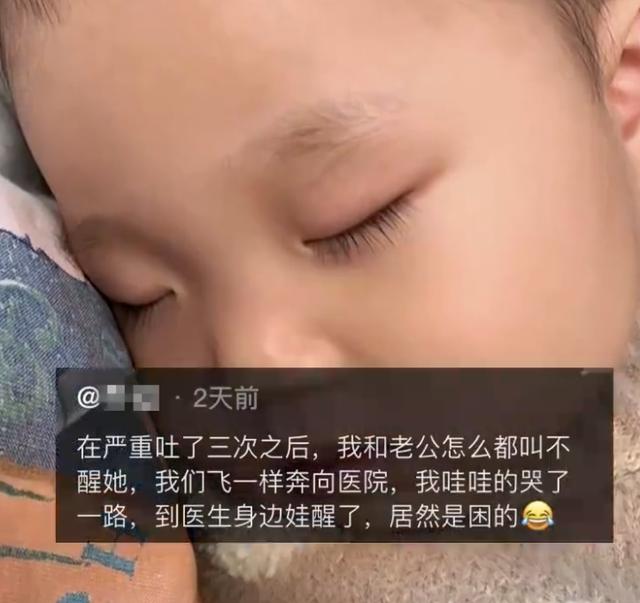 @ · 2天前
在严重吐了三次之后，我和老公怎么都叫不
醒她，我们飞一样奔向医院，我哇哇的哭了
一路，到医生身边娃醒了，居然是困的😂